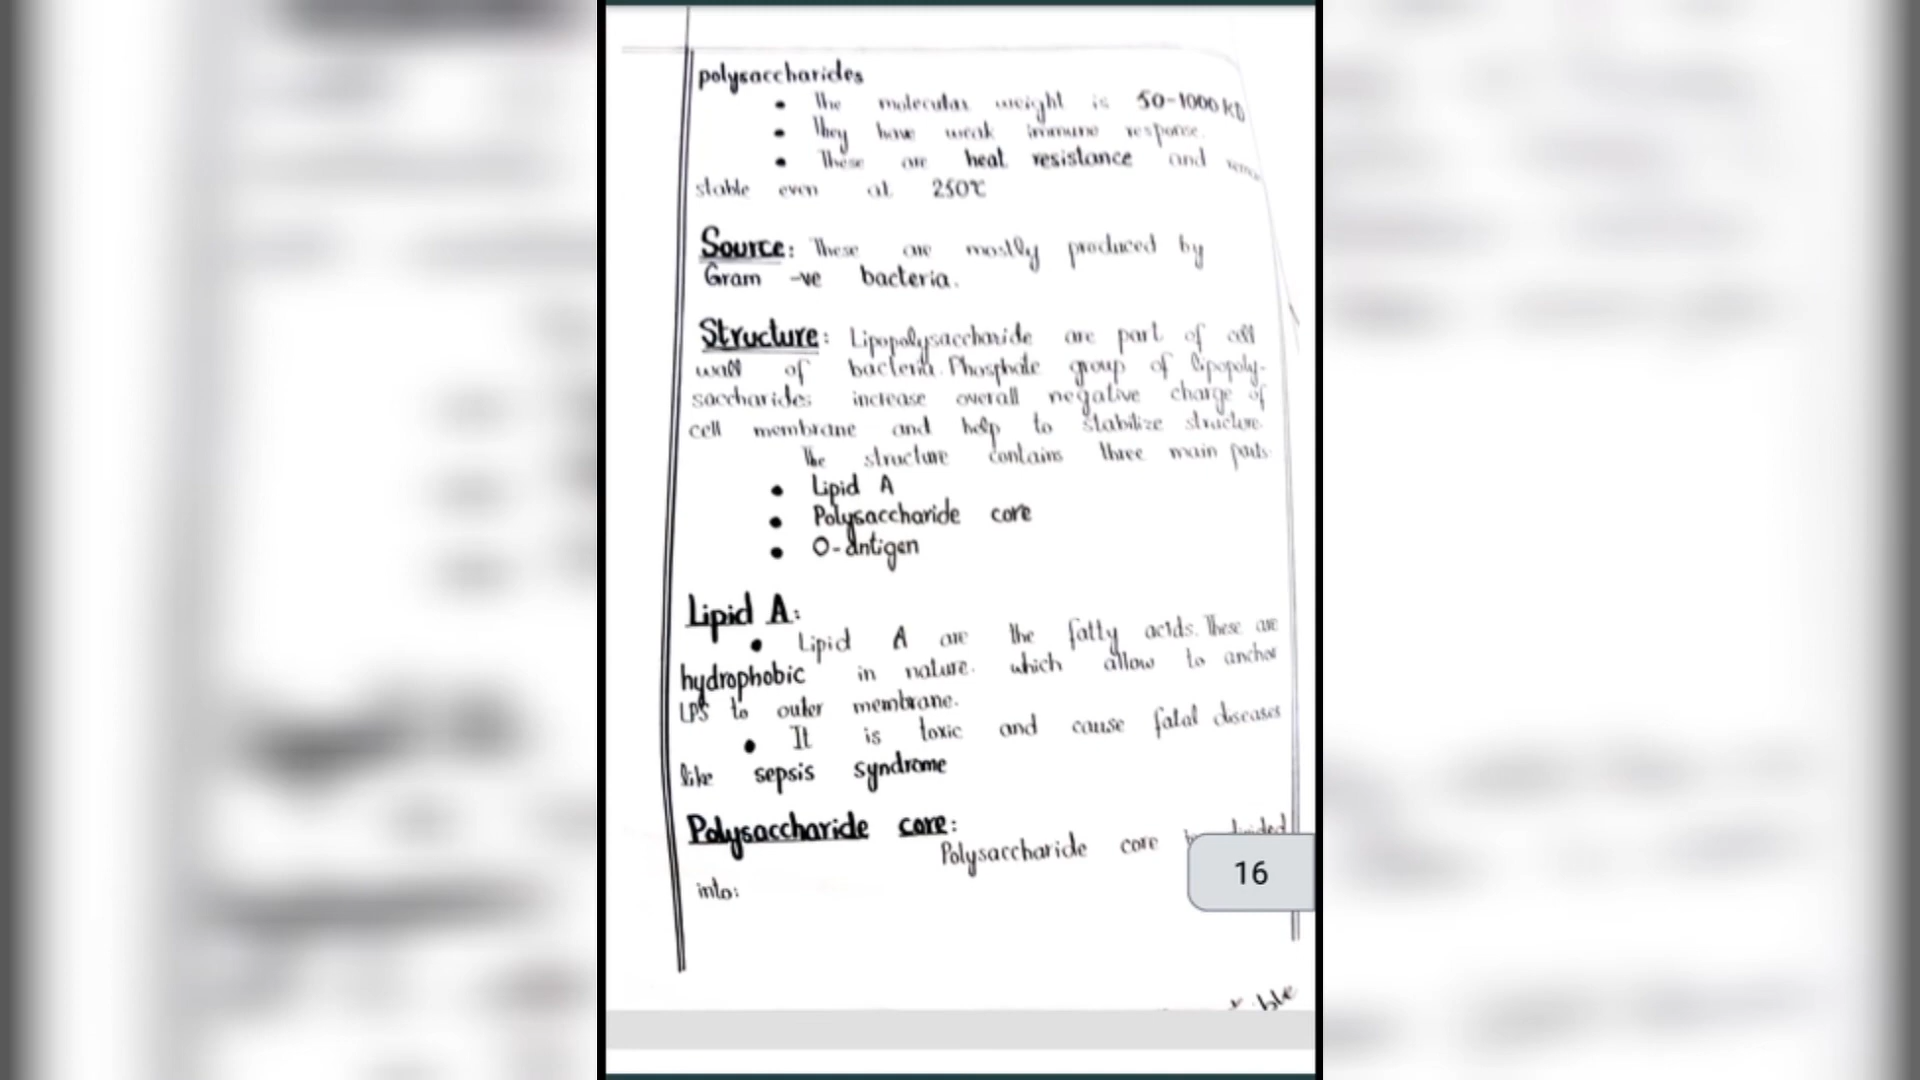 polysaccharides
• The molecular weight is 50-1000 KD
• They have weak immune response.
• These are heat resistance and
stable even at 250℃
Source: These are mostly produced by
Gram -ve bacteria.
Structure: Lipopolysaccharide are part of cell
wall of bacteria. Phosphate group of lipopoly-
saccharides increase overall negative charge of
cell membrane and help to stabilize structure.
The structure contains three main parts
• Lipid A
• Polysaccharide core
• O-antigen
Lipid A:
• Lipid A are the fatty acids. These are
hydrophobic in nature. which allow to anchor
LPS to outer membrane.
• It is toxic and cause fatal diseases
like sepsis syndrome
Polysaccharide core:
Polysaccharide core divided
into:
16